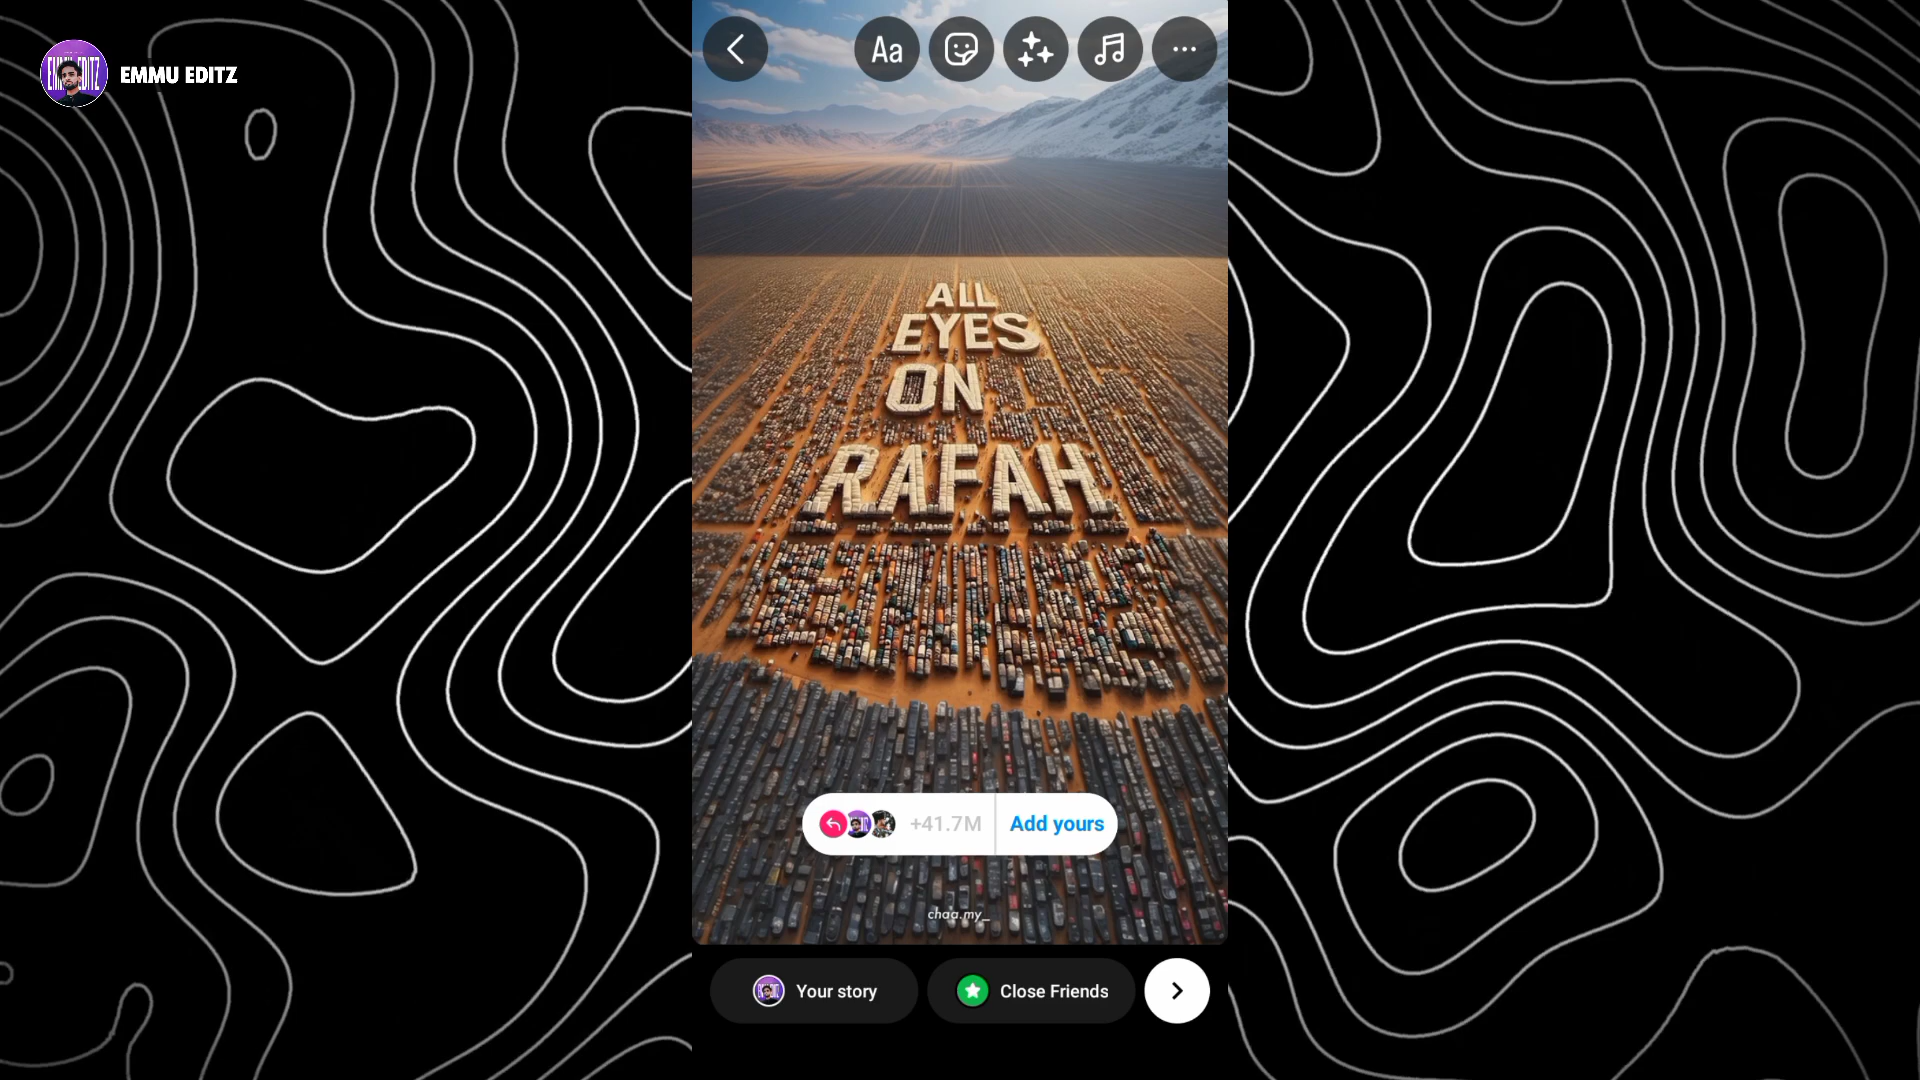 EMMU EDITZ
Aa
ALL
EYES
ON
RAFAH
+41.7M Add yours
chaa.my_
Your story Close Friends